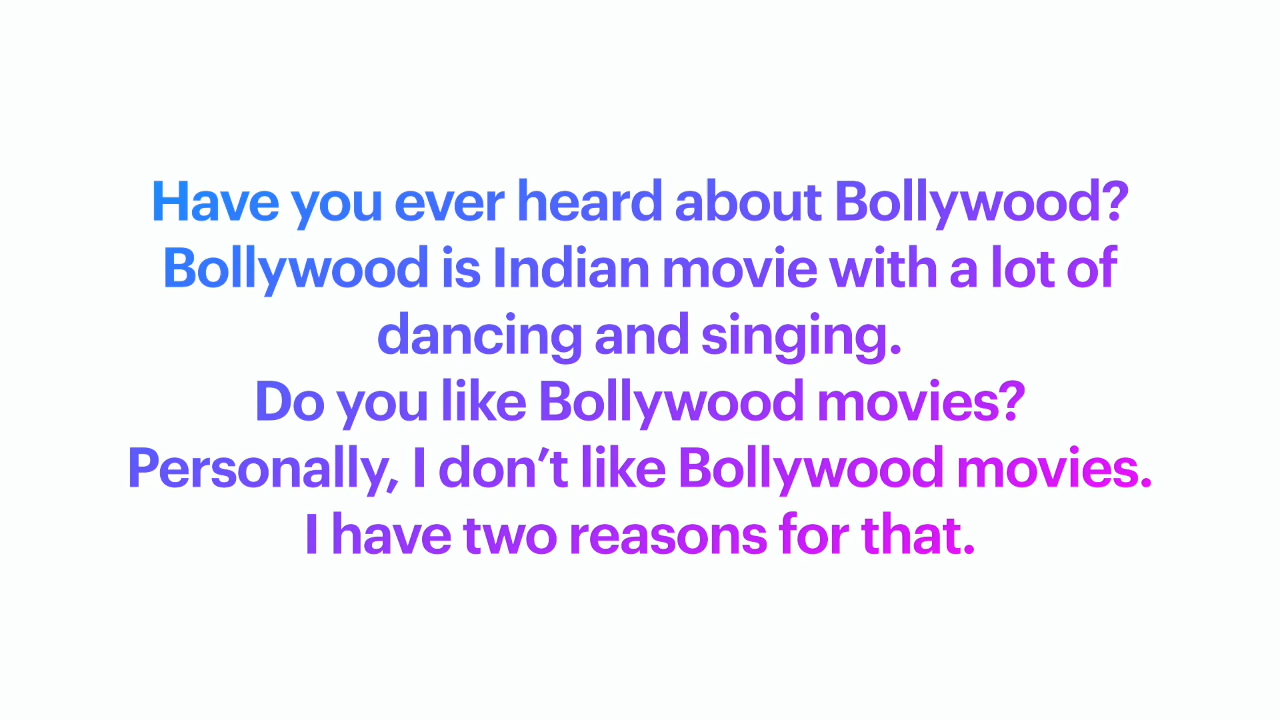 Have you ever heard about Bollywood?
Bollywood is Indian movie with a lot of
dancing and singing.
Do you like Bollywood movies?
Personally, I don’t like Bollywood movies.
I have two reasons for that.